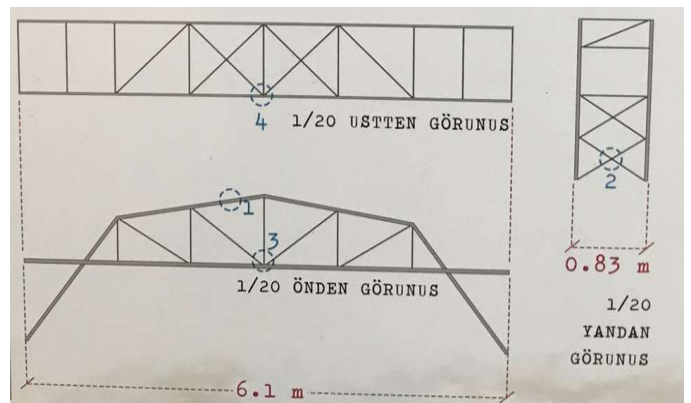 4
1/20 USTTEN GÖRUNUS
2
1
3
0.83 m
1/20 ÖNDEN GÖRUNUS
1/20
YANDAN
GÖRUNUS
6.1 m